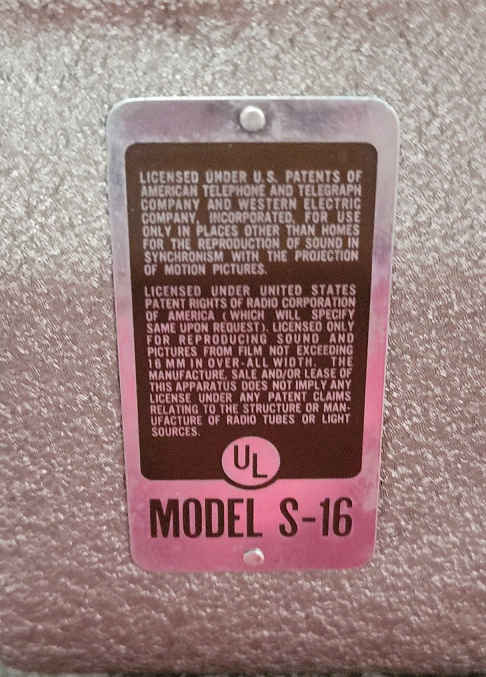 LICENSED UNDER U.S. PATENTS OF
AMERICAN TELEPHONE AND TELEGRAPH
COMPANY AND WESTERN ELECTRIC
COMPANY, INCORPORATED, FOR USE
ONLY IN PLACES OTHER THAN HOMES
FOR THE REPRODUCTION OF SOUND IN
SYNCHRONISM WITH THE PROJECTION
OF MOTION PICTURES.
LICENSED UNDER UNITED STATES
PATENT RIGHTS OF RADIO CORPORATION
OF AMERICA (WHICH WILL SPECIFY
SAME UPON REQUEST). LICENSED ONLY
FOR REPRODUCING SOUND AND
PICTURES FROM FILM NOT EXCEEDING
16 MM IN OVER-ALL WIDTH. THE
MANUFACTURE, SALE AND/OR LEASE OF
THIS APPARATUS DOES NOT IMPLY ANY
LICENSE UNDER ANY PATENT CLAIMS
RELATING TO THE STRUCTURE OR MAN-
UFACTURE OF RADIO TUBES OR LIGHT
SOURCES.
UL
MODEL S-16